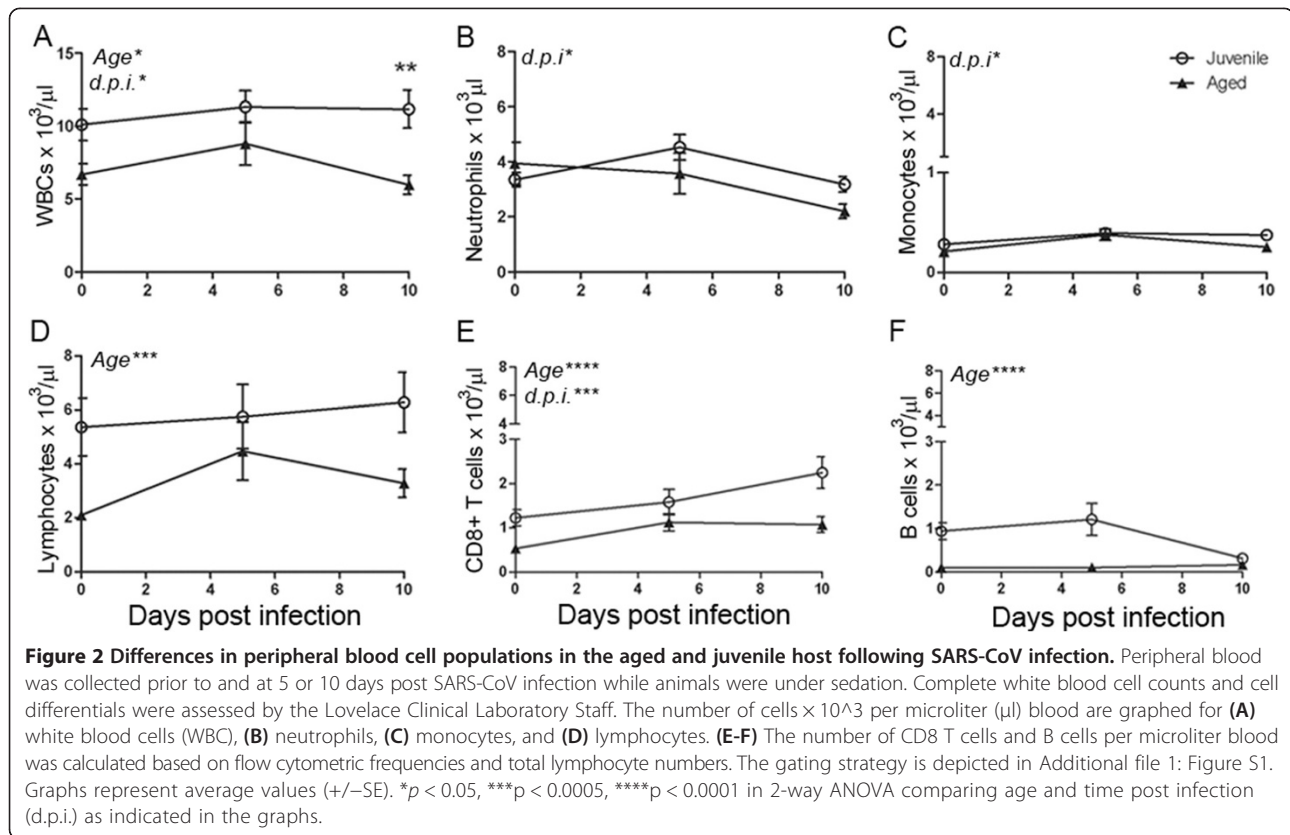 A
Age*
d.p.i.*
**
15
10
5
0
WBCs x 10³/µl
0 2 4 6 8 10
B
d.p.i*
8
6
4
2
0
Neutrophils x 10³µl
0 2 4 6 8 10
C
d.p.i*
Juvenile
Aged
8
4
1
0
Monocytes x 10³/µl
0 2 4 6 8 10
D
Age***
8
6
4
2
0
Lymphocytes x 10³/µl
0 2 4 6 8 10
Days post infection
E
Age****
d.p.i.***
8
6
4
3
2
1
0
CD8+ T cells x 10³/µl
0 2 4 6 8 10
Days post infection
F
Age****
8
6
4
3
2
1
0
B cells x 10³/µl
0 2 4 6 8 10
Days post infection
Figure 2 Differences in peripheral blood cell populations in the aged and juvenile host following SARS-CoV infection. Peripheral blood
was collected prior to and at 5 or 10 days post SARS-CoV infection while animals were under sedation. Complete white blood cell counts and cell
differentials were assessed by the Lovelace Clinical Laboratory Staff. The number of cells × 10^3 per microliter (µl) blood are graphed for (A)
white blood cells (WBC), (B) neutrophils, (C) monocytes, and (D) lymphocytes. (E-F) The number of CD8 T cells and B cells per microliter blood
was calculated based on flow cytometric frequencies and total lymphocyte numbers. The gating strategy is depicted in Additional file 1: Figure S1.
Graphs represent average values (+/−SE). *p < 0.05, ***p < 0.0005, ****p < 0.0001 in 2-way ANOVA comparing age and time post infection
(d.p.i.) as indicated in the graphs.